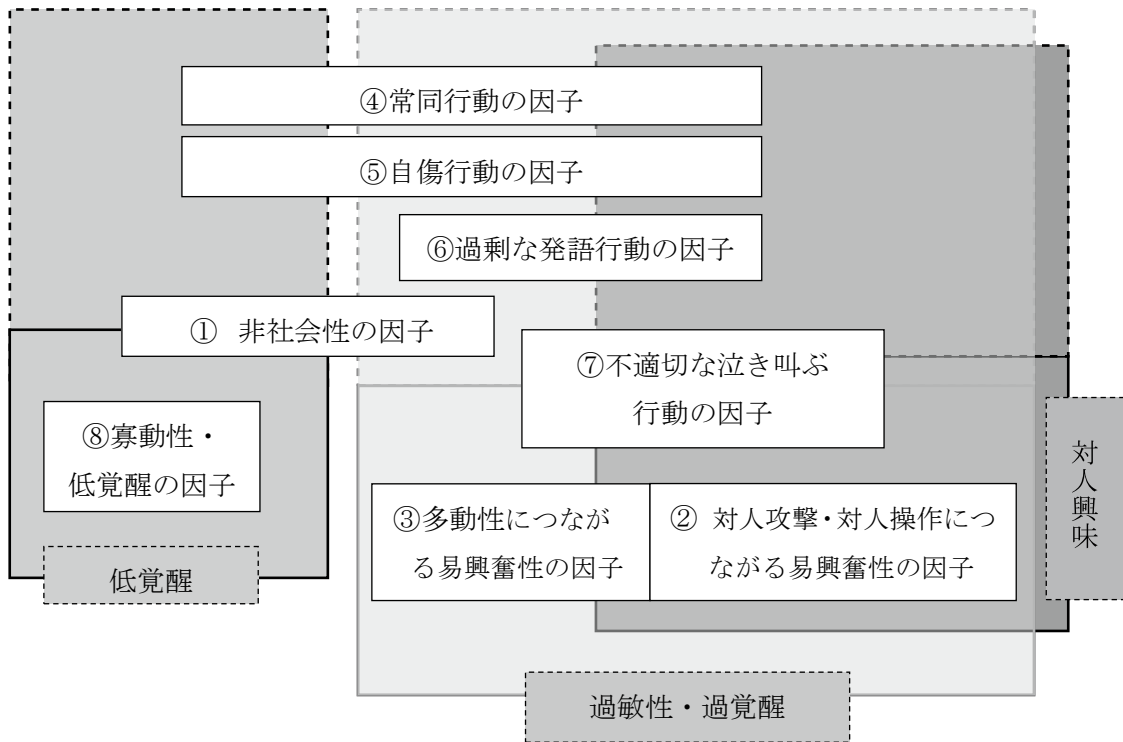 ④常同行動の因子
⑤自傷行動の因子
⑥過剰な発語行動の因子
① 非社会性の因子
⑦不適切な泣き叫ぶ
行動の因子
⑧寡動性・
低覚醒の因子
③多動性につなが
る易興奮性の因子
② 対人攻撃・対人操作につ
ながる易興奮性の因子
対人興味
低覚醒
過敏性・過覚醒